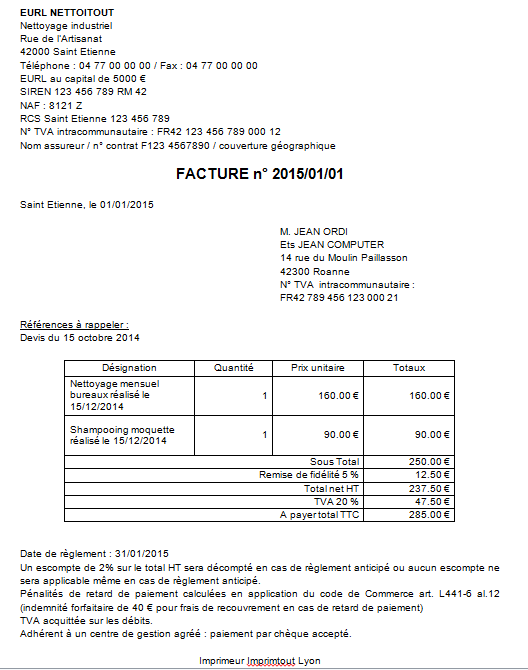 EURL NETTOITOUT
Nettoyage industriel
Rue de l'Artisanat
42000 Saint Etienne
Téléphone : 04 77 00 00 00 / Fax : 04 77 00 00 00
EURL au capital de 5000 €
SIREN 123 456 789 RM 42
NAF : 8121 Z
RCS Saint Etienne 123 456 789
N° TVA intracommunautaire : FR42 123 456 789 000 12
Nom assureur / n° contrat F123 4567890 / couverture géographique
FACTURE n° 2015/01/01
Saint Etienne, le 01/01/2015
M. JEAN ORDI
Ets JEAN COMPUTER
14 rue du Moulin Paillasson
42300 Roanne
N° TVA intracommunautaire :
FR42 789 456 123 000 21
Références à rappeler :
Devis du 15 octobre 2014
Désignation Quantité Prix unitaire Totaux
Nettoyage mensuel
bureaux réalisé le 1 160.00 € 160.00 €
15/12/2014
Shampooing moquette
réalisé le 15/12/2014 1 90.00 € 90.00 €
Sous Total 250.00 €
Remise de fidélité 5 % 12.50 €
Total net HT 237.50 €
TVA 20 % 47.50 €
A payer total TTC 285.00 €
Date de règlement : 31/01/2015
Un escompte de 2% sur le total HT sera décompté en cas de règlement anticipé ou aucun escompte ne
sera applicable même en cas de règlement anticipé.
Pénalités de retard de paiement calculées en application du code de Commerce art. L441-6 al.12
(indemnité forfaitaire de 40 € pour frais de recouvrement en cas de retard de paiement)
TVA acquittée sur les débits.
Adhérent à un centre de gestion agréé : paiement par chèque accepté.
Imprimeur Imprimtout Lyon